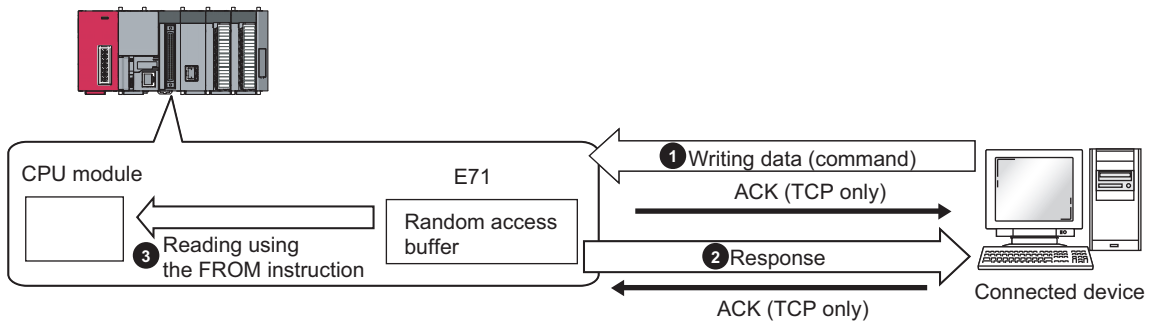 1 Writing data (command)
CPU module
E71
ACK (TCP only)
Random access
buffer
3 Reading using
the FROM instruction
2 Response
Connected device
ACK (TCP only)